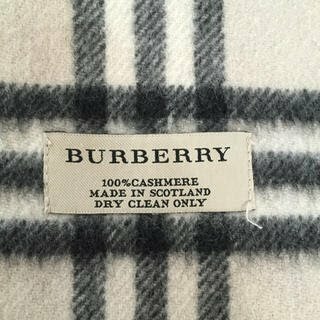 BURBERRY
100%CASHMERE
MADE IN SCOTLAND
DRY CLEAN ONLY